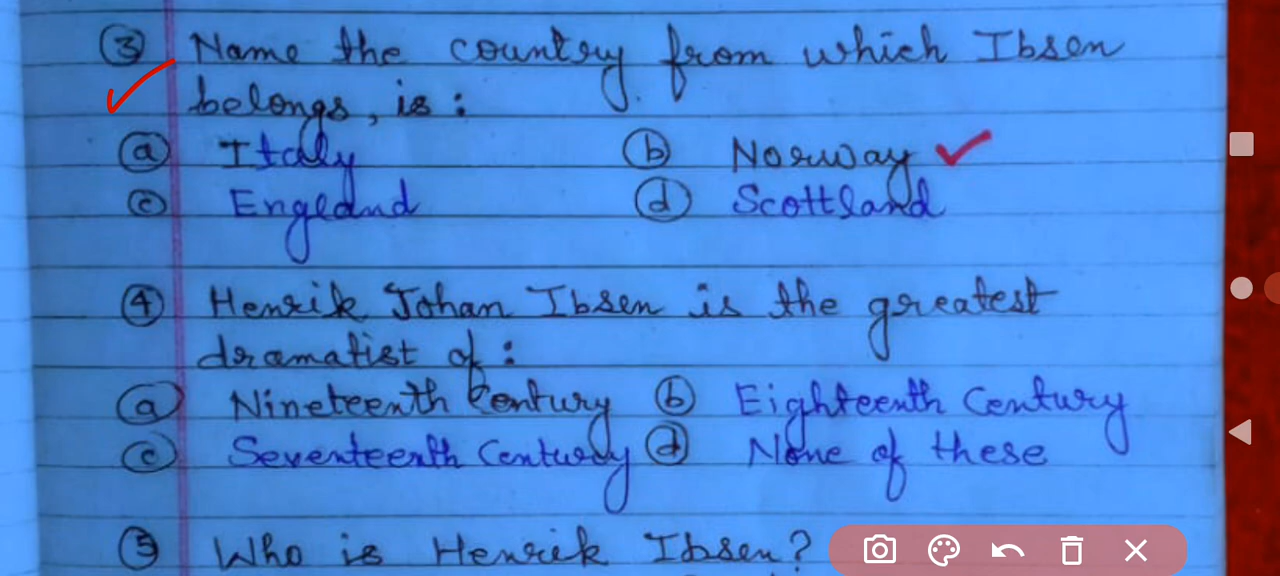 ③ Name the country from which Ibsen
belongs, is :
ⓐ Italy ⓑ Norway
ⓒ England ⓓ Scottland
④ Henrik Johan Ibsen is the greatest
dramatist of :
ⓐ Nineteenth Century ⓑ Eighteenth Century
ⓒ Seventeenth Century ⓓ None of these
⑤ Who is Henrik Ibsen?